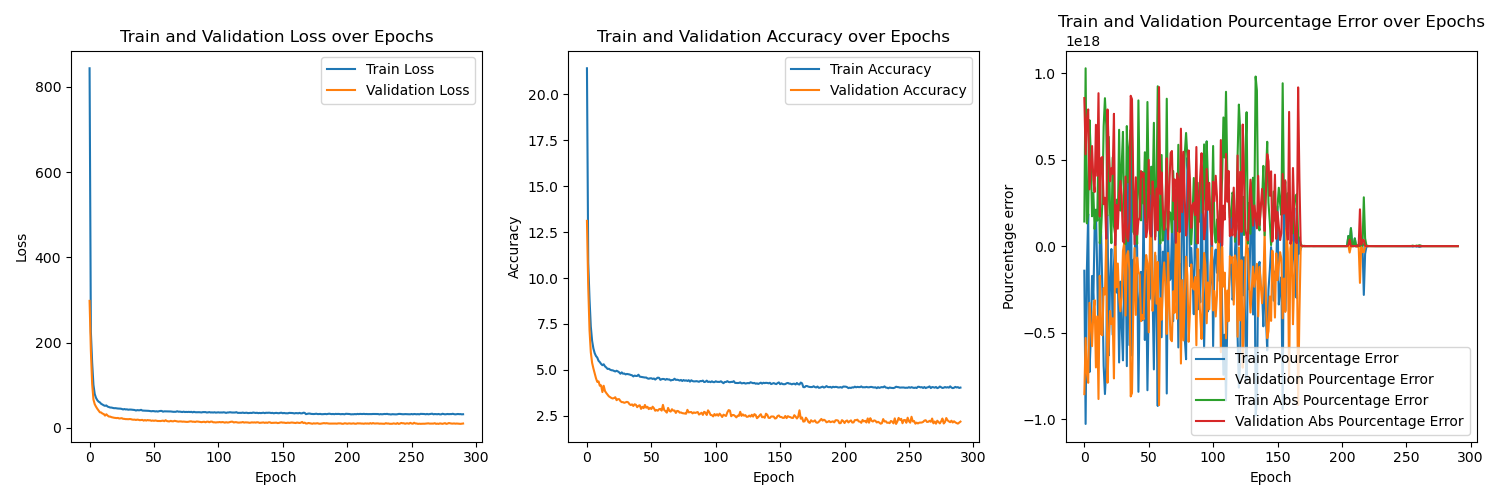 Train and Validation Loss over Epochs
Train Loss
Validation Loss
800
600
400
200
0
Loss
0 50 100 150 200 250 300
Epoch
Train and Validation Accuracy over Epochs
Train Accuracy
Validation Accuracy
20.0
17.5
15.0
12.5
10.0
7.5
5.0
2.5
Accuracy
0 50 100 150 200 250 300
Epoch
Train and Validation Pourcentage Error over Epochs
1e18
1.0
0.5
0.0
−0.5
−1.0
Pourcentage error
Train Pourcentage Error
Validation Pourcentage Error
Train Abs Pourcentage Error
Validation Abs Pourcentage Error
0 50 100 150 200 250 300
Epoch